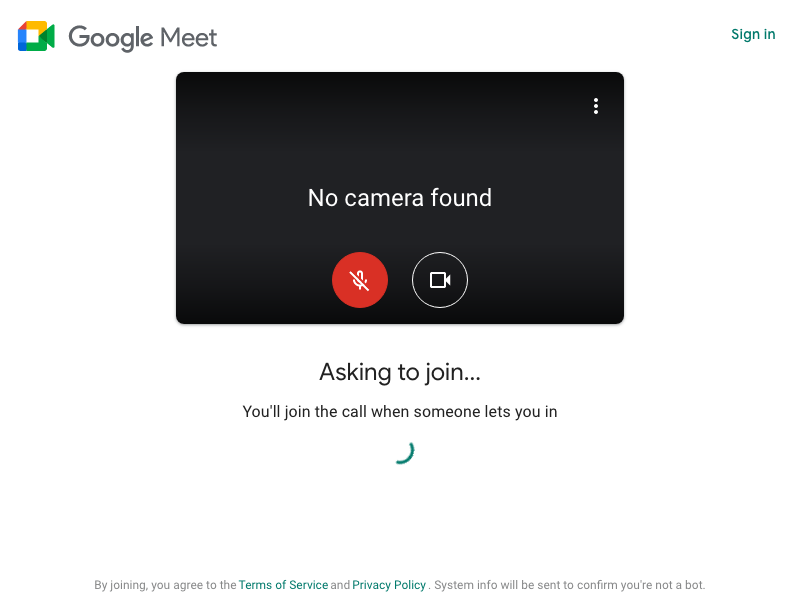 Google Meet
Sign in
No camera found
Asking to join...
You'll join the call when someone lets you in
By joining, you agree to the Terms of Service and Privacy Policy. System info will be sent to confirm you're not a bot.